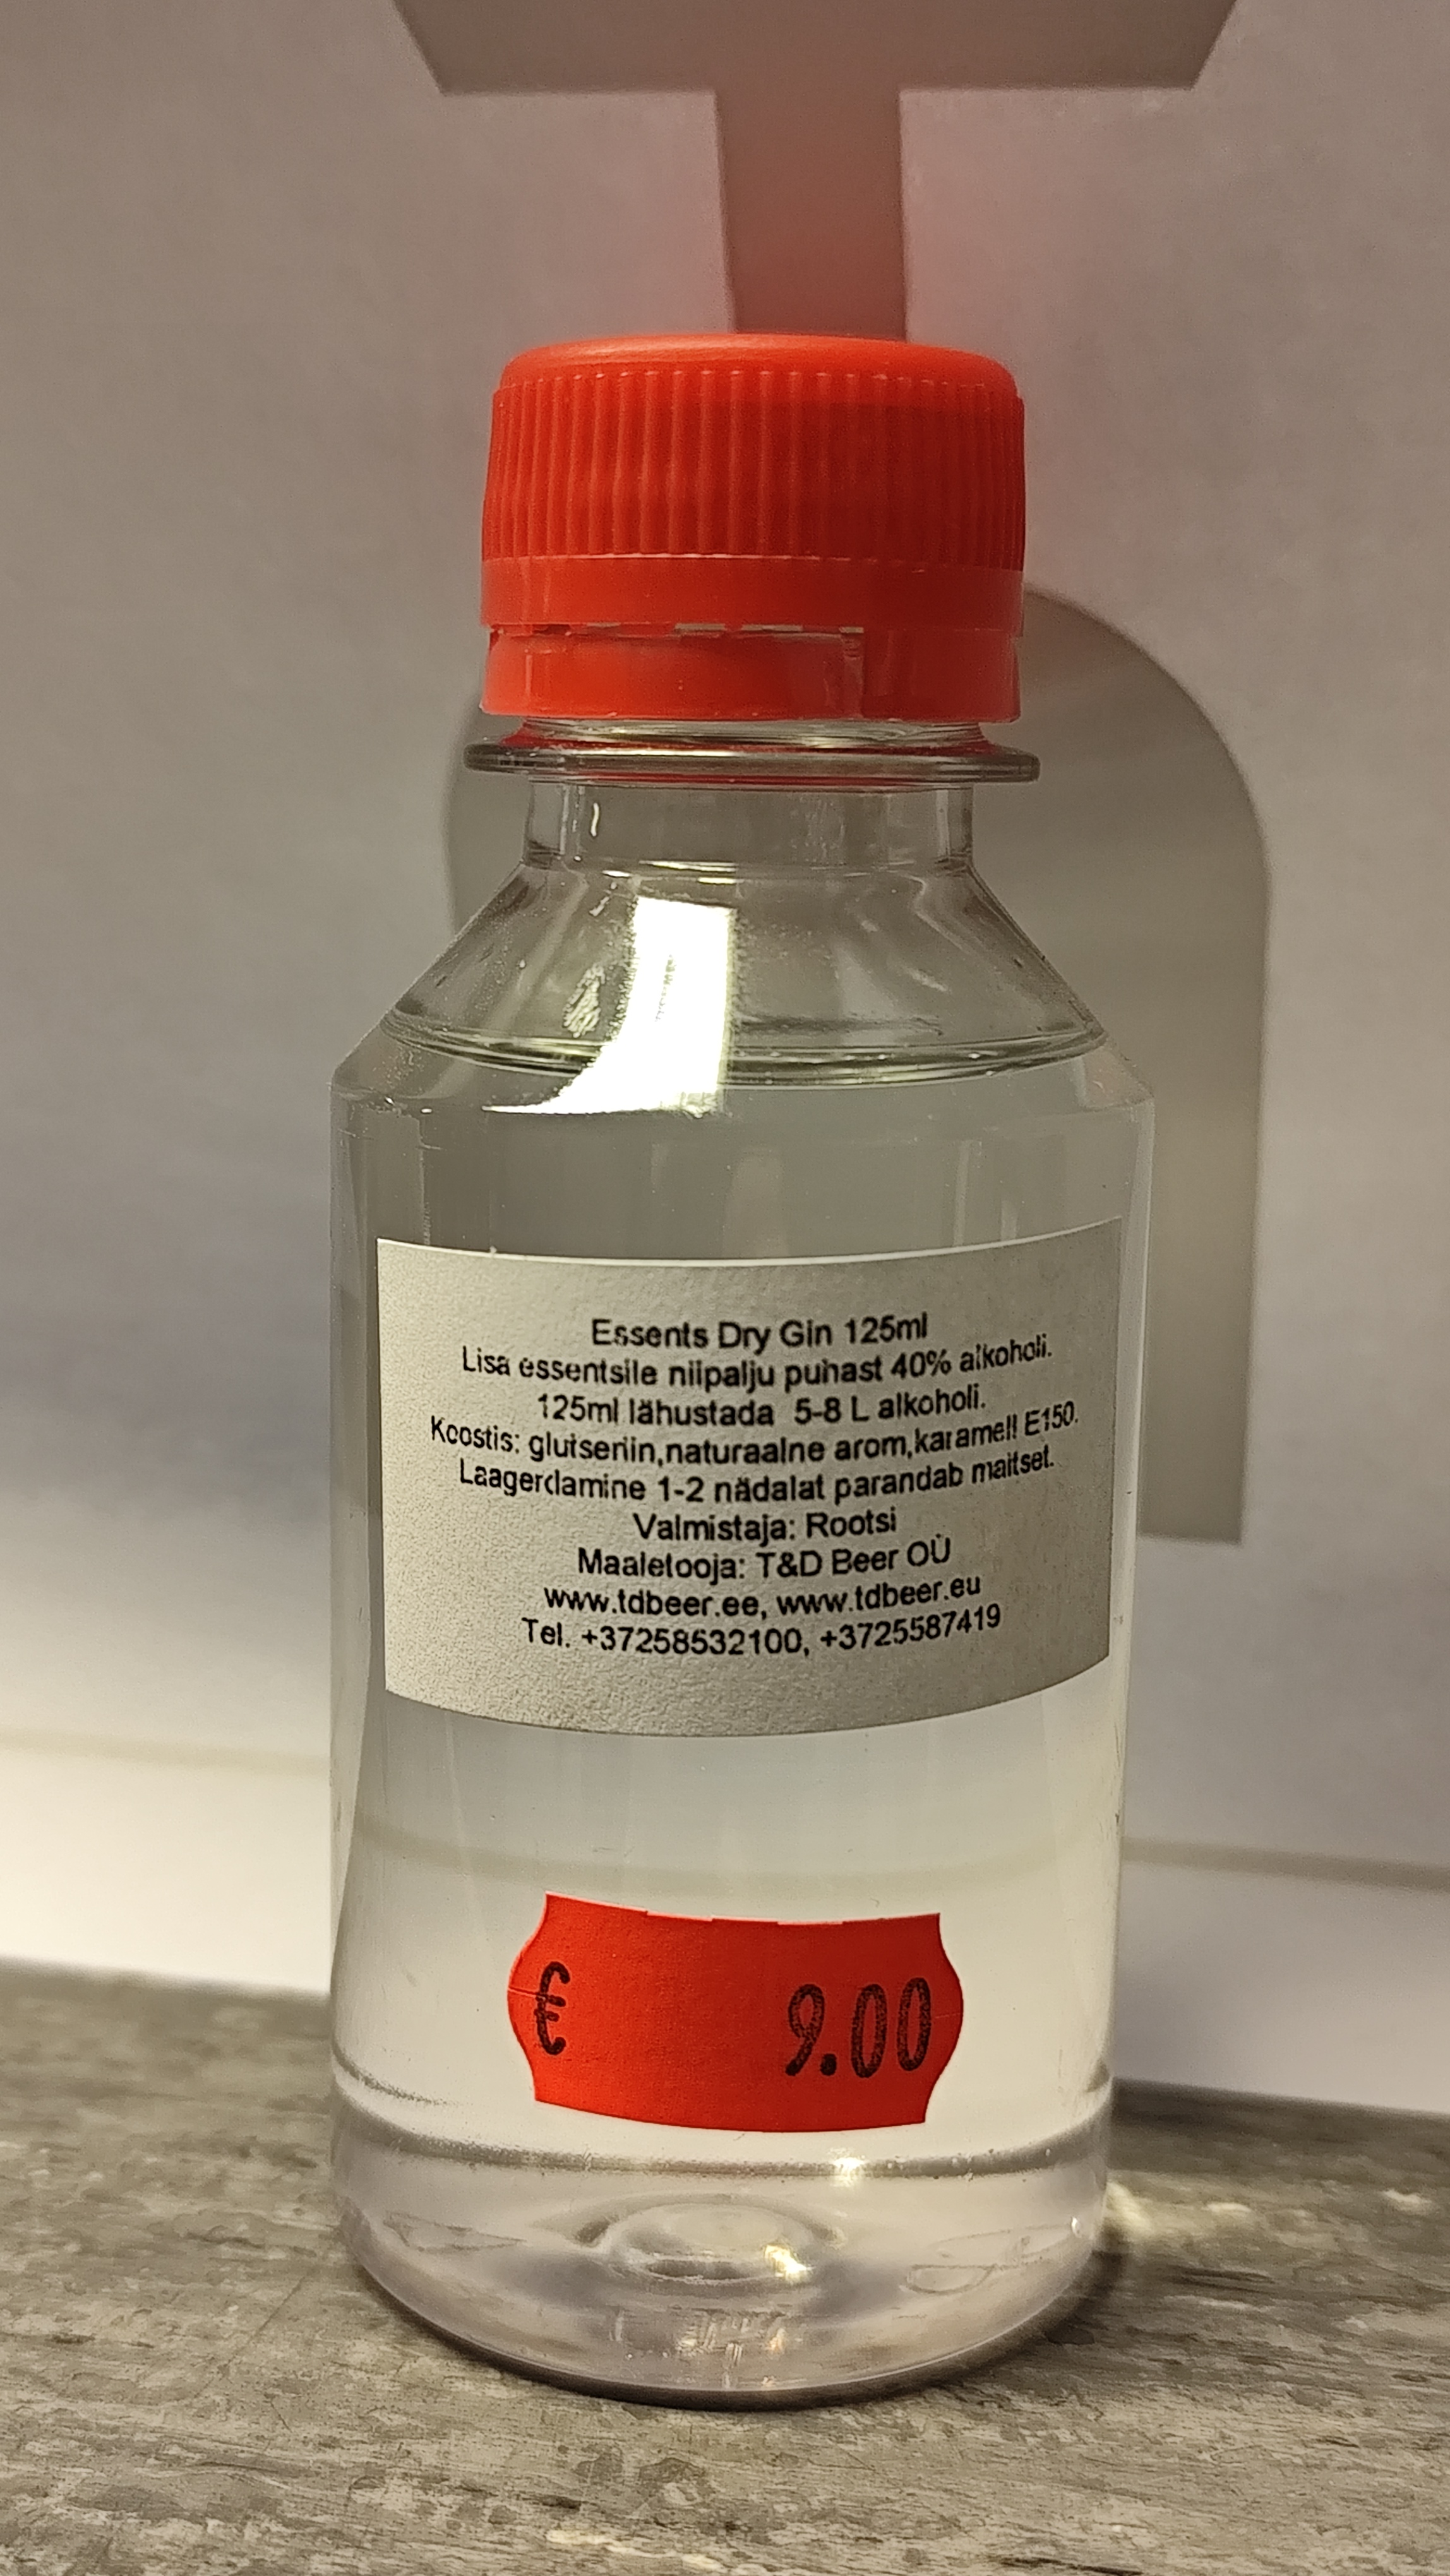 Essents Dry Gin 125ml
Lisa essentsile niipalju puhast 40% alkoholi.
125ml lähustada 5-8 L alkoholi.
Koostis: glutseriin,naturaalne arom,karamell E150.
Laagerdamine 1-2 nädalat parandab maitset.
Valmistaja: Rootsi
Maaletooja: T&D Beer OÜ
www.tdbeer.ee, www.tdbeer.eu
Tel. +37258532100, +3725587419
€ 9.00